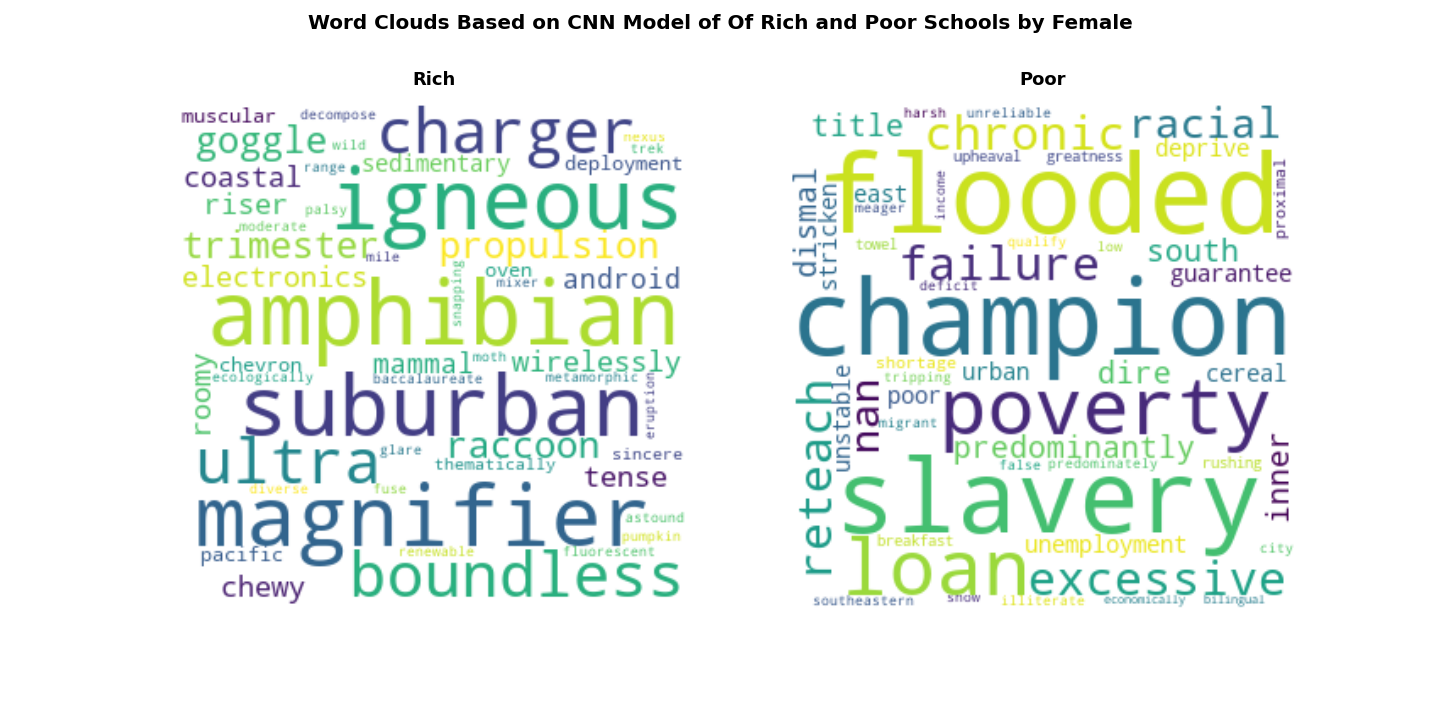 Word Clouds Based on CNN Model of Of Rich and Poor Schools by Female
Rich
muscular
decompose
charger
goggle
wild
nexus
trek
sedimentary
deployment
coastal
range
igneous
riser
palsy
moderate
trimester
mile
propulsion
electronics
snapping
oven
mixer
android
amphibian
roomy
chevron
mammal
moth
wirelessly
ecologically
baccalaureate
metamorphic
suburban
eruption
ultra
glare
raccoon
thematically
sincere
tense
diverse
fuse
magnifier
astound
pumpkin
pacific
renewable
fluorescent
chewy
boundless
Poor
title
harsh
unreliable
chronic
racial
upheaval
greatness
deprive
dismal
stricken
flooded
east
meager
income
proximal
towel
failure
qualify
low
south
deficit
guarantee
champion
shortage
tripping
urban
dire
cereal
reteach
unstable
nan
poor
migrant
poverty
predominantly
false
predominately
rushing
inner
slavery
breakfast
loan
unemployment
city
excessive
southeastern
show
illiterate
economically
bilingual